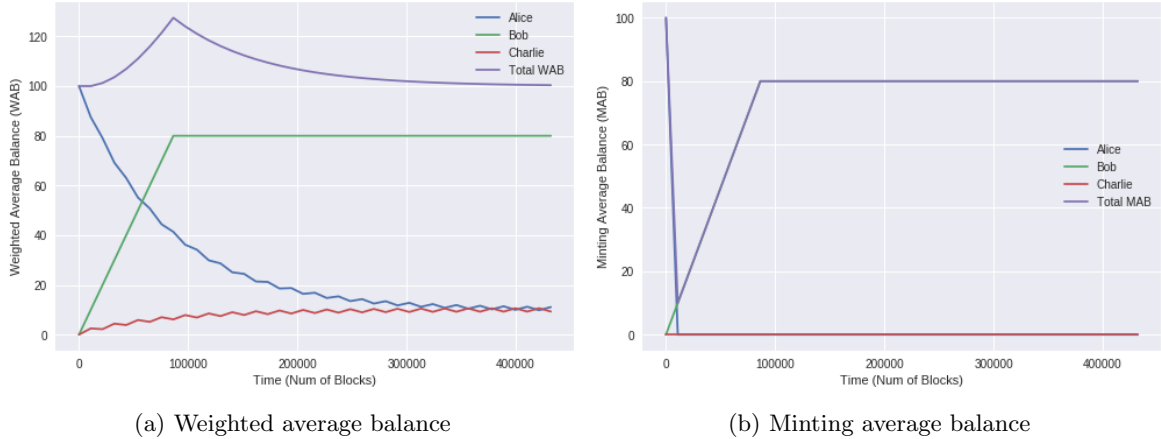 Weighted Average Balance (WAB)
120
100
80
60
40
20
0
Alice
Bob
Charlie
Total WAB
0
100000
200000
300000
400000
Time (Num of Blocks)
(a) Weighted average balance
Minting Average Balance (MAB)
100
80
60
40
20
0
Alice
Bob
Charlie
Total MAB
0
100000
200000
300000
400000
Time (Num of Blocks)
(b) Minting average balance